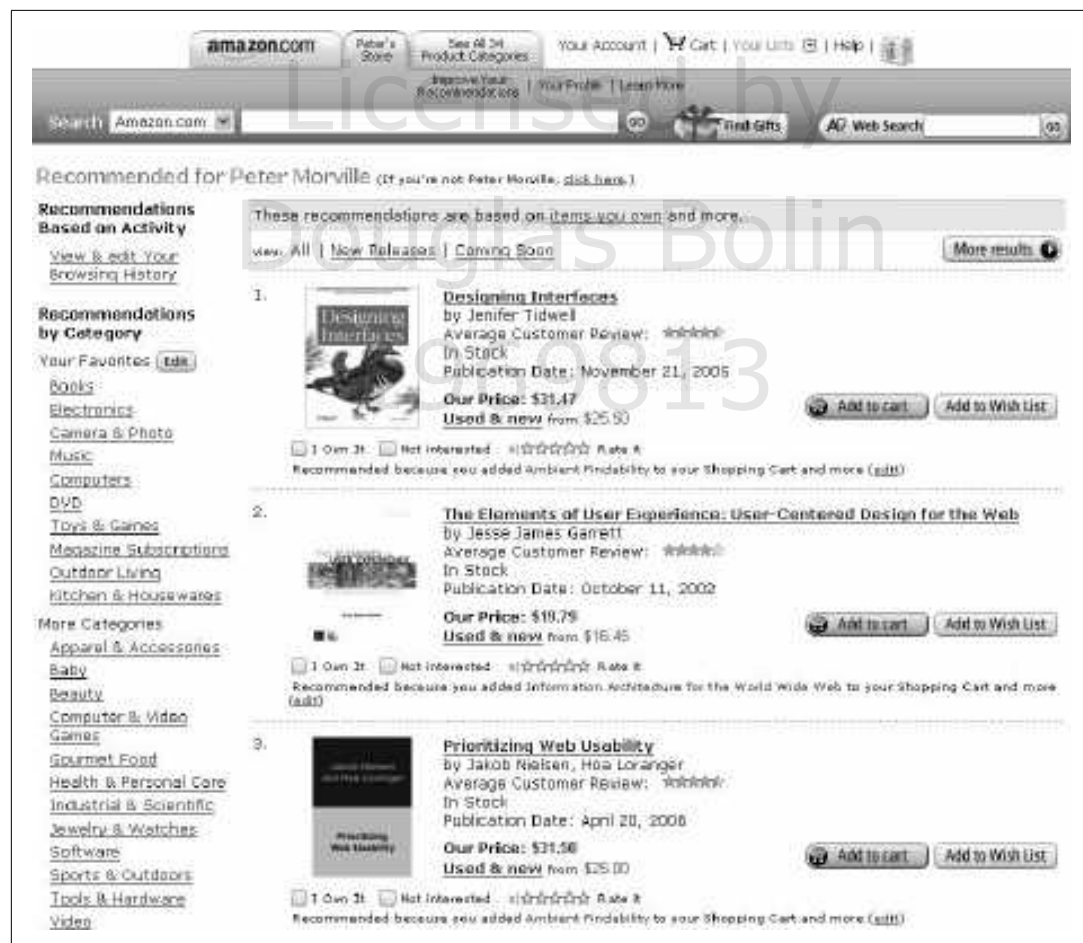 amazon.com
Peter's Store
See All 34 Product Categories
Your Account | Cart | Your Lists | Help |
Improve Your Recommendations | Your Profile | Learn More
Search Amazon.com GO Find Gifts A9 Web Search GO
Licensed by
Douglas Bolin
969813
Recommended for Peter Morville (If you're not Peter Morville, click here.)
Recommendations Based on Activity
View & edit Your Browsing History
Recommendations by Category
Your Favorites Edit
Books
Electronics
Camera & Photo
Music
Computers
DVD
Toys & Games
Magazine Subscriptions
Outdoor Living
Kitchen & Housewares
More Categories
Apparel & Accessories
Baby
Beauty
Computer & Video Games
Gourmet Food
Health & Personal Care
Industrial & Scientific
Jewelry & Watches
Software
Sports & Outdoors
Tools & Hardware
Video
These recommendations are based on items you own and more.
view: All | New Releases | Coming Soon
More results
1.
Designing Interfaces
Designing Interfaces
by Jenifer Tidwell
Average Customer Review:
In Stock
Publication Date: November 21, 2005
Our Price: $31.47
Used & new from $25.50
Add to cart
Add to Wish List
I Own It Not interested Rate it
Recommended because you added Ambient Findability to your Shopping Cart and more (edit)
2.
The Elements of User Experience: User-Centered Design for the Web
by Jesse James Garrett
Average Customer Review:
In Stock
Publication Date: October 11, 2002
Our Price: $19.79
Used & new from $16.45
Add to cart
Add to Wish List
I Own It Not interested Rate it
Recommended because you added Information Architecture for the World Wide Web to your Shopping Cart and more
(edit)
3.
Prioritizing Web Usability
Prioritizing Web Usability
by Jakob Nielsen, Hoa Loranger
Average Customer Review:
In Stock
Publication Date: April 20, 2006
Our Price: $31.50
Used & new from $25.00
Add to cart
Add to Wish List
I Own It Not interested Rate it
Recommended because you added Ambient Findability to your Shopping Cart and more (edit)